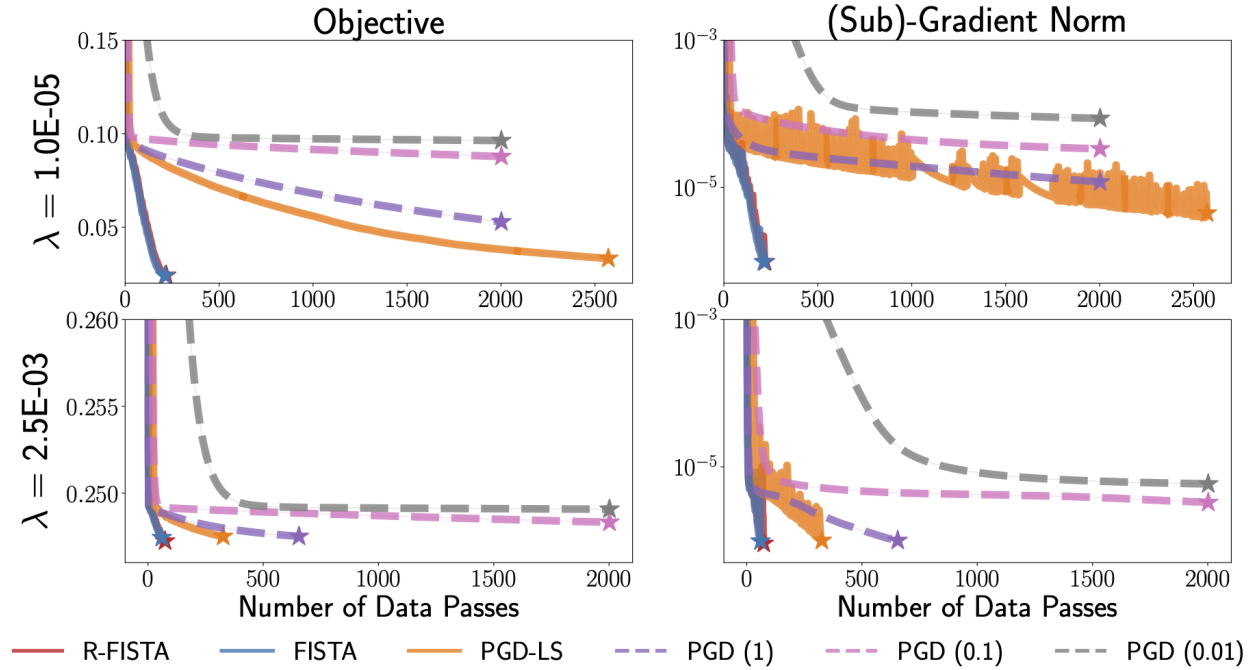 Objective
(Sub)-Gradient Norm
λ = 1.0E-05
0.15
0.10
0.05
0 500 1000 1500 2000 2500
10⁻³
10⁻⁵
0 500 1000 1500 2000 2500
λ = 2.5E-03
0.260
0.255
0.250
0 500 1000 1500 2000
10⁻³
10⁻⁵
0 500 1000 1500 2000
Number of Data Passes
Number of Data Passes
R-FISTA FISTA PGD-LS PGD (1) PGD (0.1) PGD (0.01)